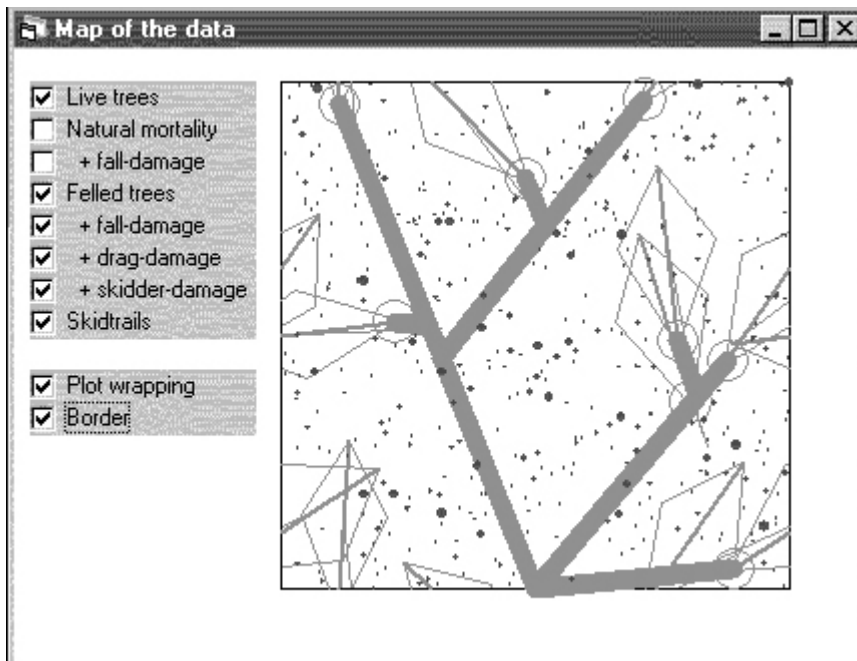 Map of the data
Live trees
Natural mortality
+ fall-damage
Felled trees
+ fall-damage
+ drag-damage
+ skidder-damage
Skidtrails
Plot wrapping
Border